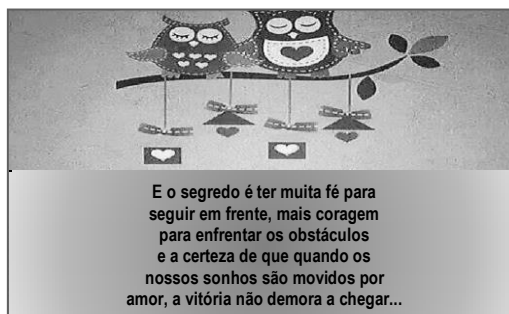 E o segredo é ter muita fé para
seguir em frente, mais coragem
para enfrentar os obstáculos
e a certeza de que quando os
nossos sonhos são movidos por
amor, a vitória não demora a chegar...